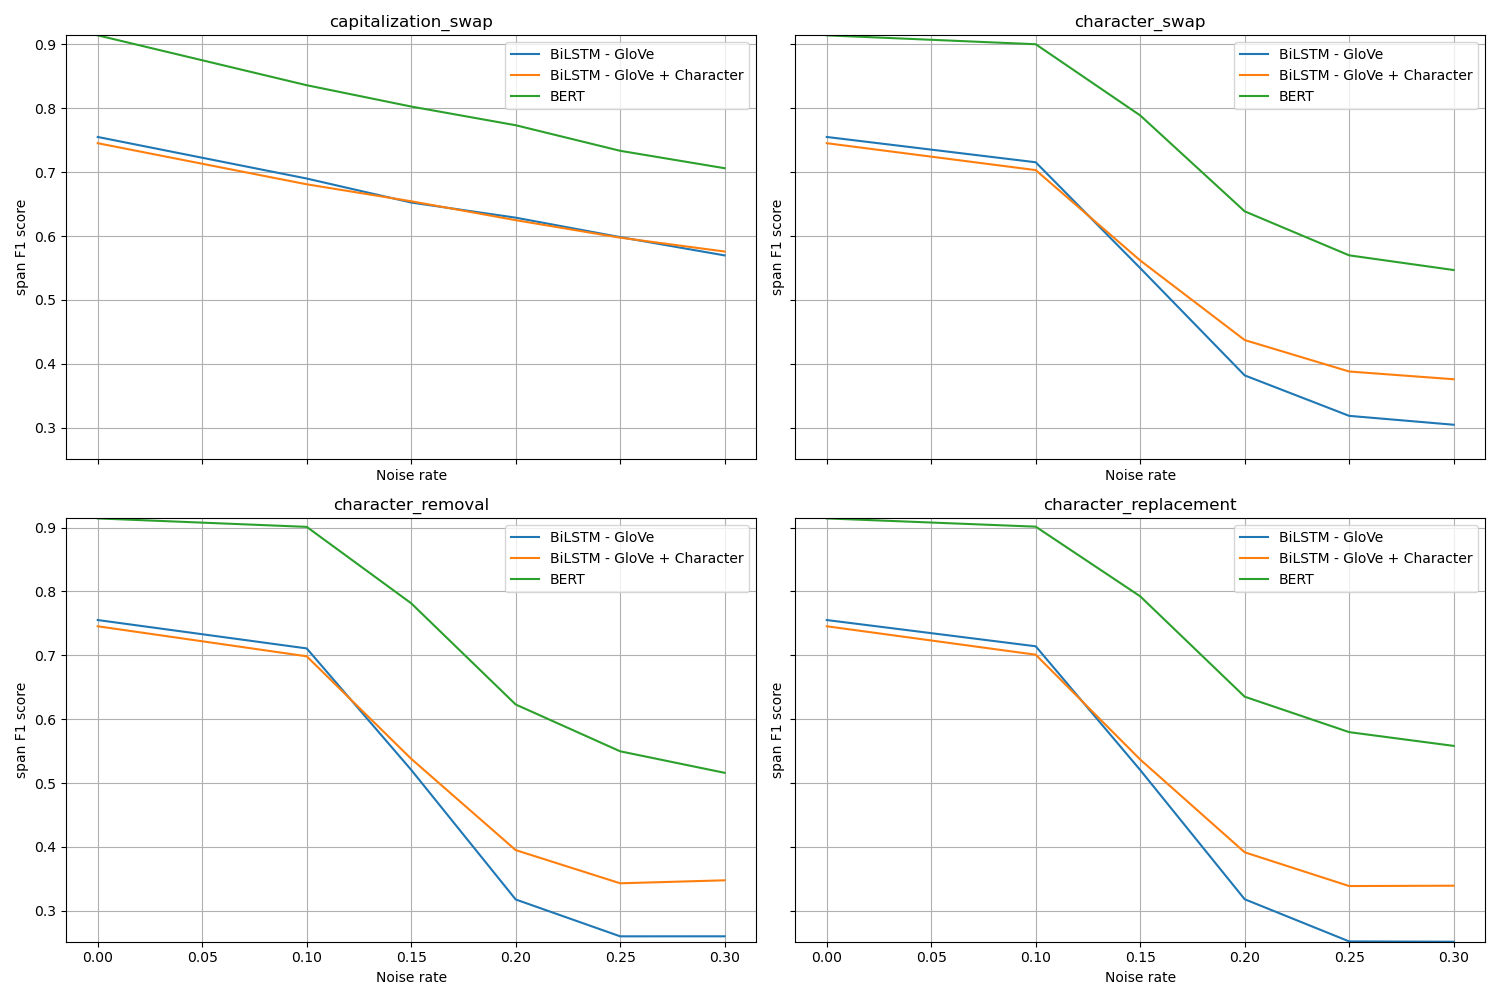 capitalization_swap
0.9
0.8
0.7
0.6
0.5
0.4
0.3
span F1 score
BiLSTM - GloVe
BiLSTM - GloVe + Character
BERT
Noise rate
character_swap
span F1 score
BiLSTM - GloVe
BiLSTM - GloVe + Character
BERT
Noise rate
character_removal
0.9
0.8
0.7
0.6
0.5
0.4
0.3
span F1 score
BiLSTM - GloVe
BiLSTM - GloVe + Character
BERT
0.00 0.05 0.10 0.15 0.20 0.25 0.30
Noise rate
character_replacement
span F1 score
BiLSTM - GloVe
BiLSTM - GloVe + Character
BERT
0.00 0.05 0.10 0.15 0.20 0.25 0.30
Noise rate